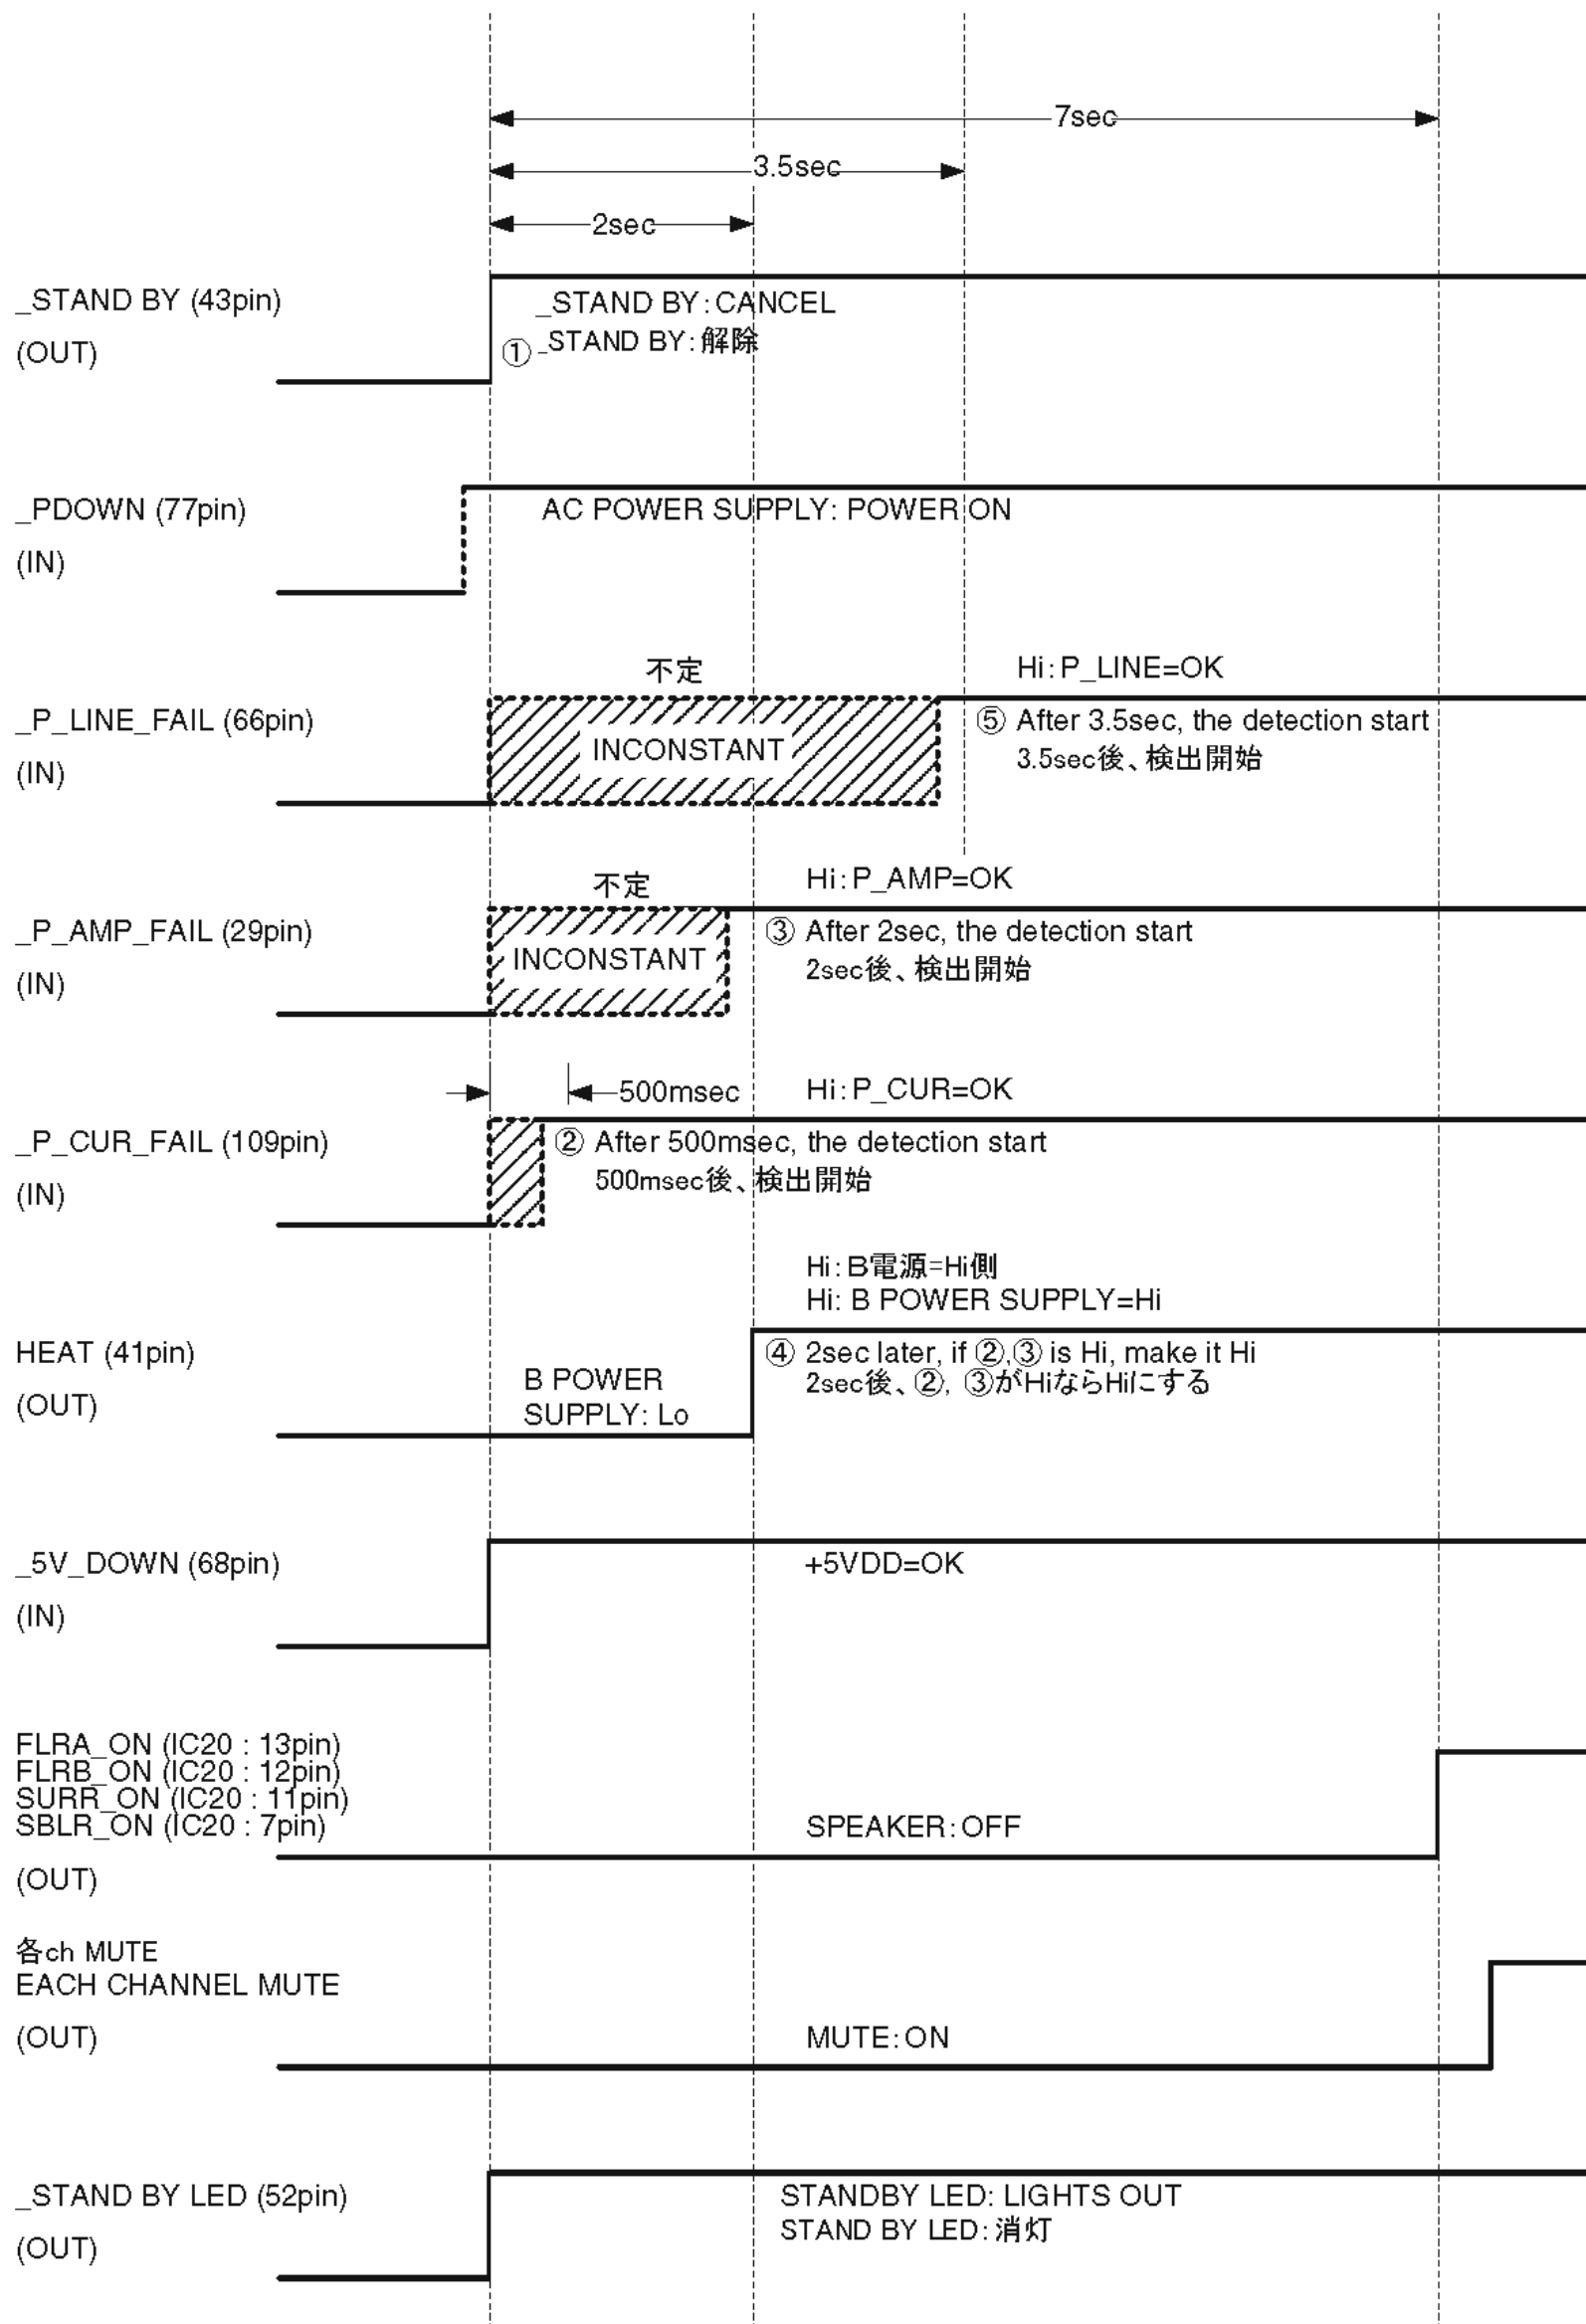 7sec
3.5sec
2sec
_STAND BY (43pin)
(OUT)
_STAND BY:CANCEL
① _STAND BY:解除
_PDOWN (77pin)
(IN)
AC POWER SUPPLY: POWER ON
不定
Hi:P_LINE=OK
_P_LINE_FAIL (66pin)
(IN)
INCONSTANT
⑤ After 3.5sec, the detection start
3.5sec後、検出開始
不定
Hi:P_AMP=OK
_P_AMP_FAIL (29pin)
(IN)
INCONSTANT
③ After 2sec, the detection start
2sec後、検出開始
500msec
Hi:P_CUR=OK
_P_CUR_FAIL (109pin)
(IN)
② After 500msec, the detection start
500msec後、検出開始
Hi:B電源=Hi側
Hi: B POWER SUPPLY=Hi
HEAT (41pin)
(OUT)
B POWER
SUPPLY: Lo
④ 2sec later, if ②,③ is Hi, make it Hi
2sec後、②, ③がHiならHiにする
_5V_DOWN (68pin)
(IN)
+5VDD=OK
FLRA_ON (IC20 : 13pin)
FLRB_ON (IC20 : 12pin)
SURR_ON (IC20 : 11pin)
SBLR_ON (IC20 : 7pin)
(OUT)
SPEAKER:OFF
各ch MUTE
EACH CHANNEL MUTE
(OUT)
MUTE:ON
_STAND BY LED (52pin)
(OUT)
STANDBY LED: LIGHTS OUT
STAND BY LED:消灯